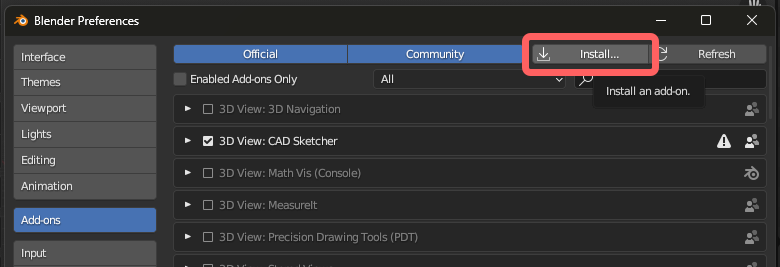 Blender Preferences
Interface
Themes
Viewport
Lights
Editing
Animation
Add-ons
Input
Official Community Install... Refresh
Enabled Add-ons Only All
Install an add-on.
3D View: 3D Navigation
3D View: CAD Sketcher
3D View: Math Vis (Console)
3D View: MeasureIt
3D View: Precision Drawing Tools (PDT)